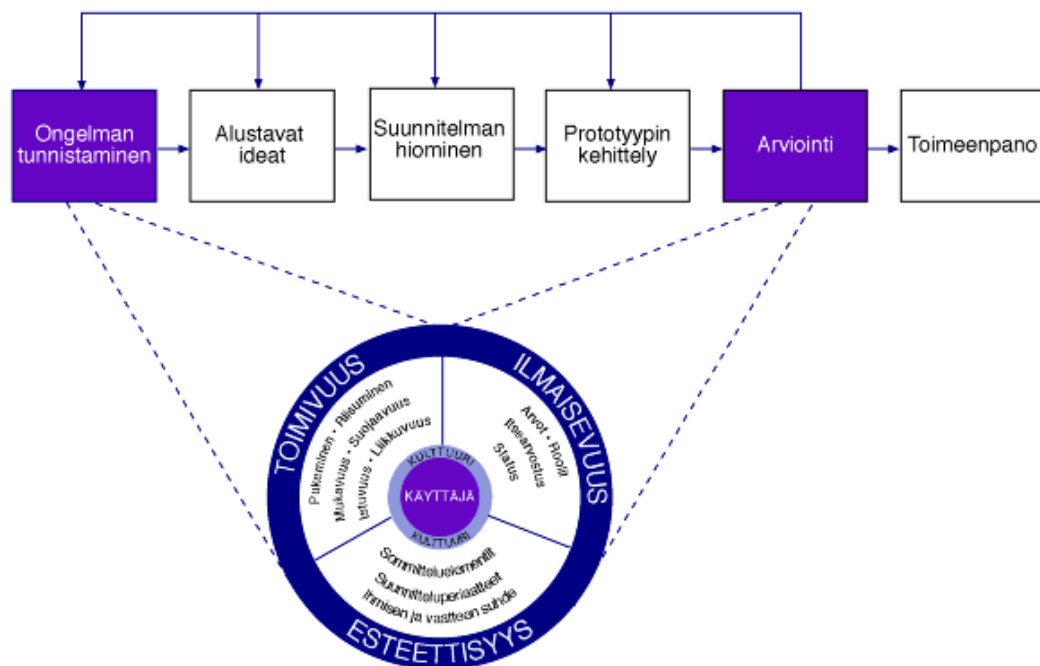 Ongelman
tunnistaminen
Alustavat
ideat
Suunnitelman
hiominen
Prototyypin
kehittely
Arviointi
Toimeenpano
TOIMIVUUS
Pukeminen • Riisuminen
Mukavuus • Suojaavuus
Istuvuus • Liikkuvuus
ILMAISEVUUS
Arvot • Roolit
Itsearvostus
Status
KULTTUURI
KÄYTTÄJÄ
KULTTUURI
Sommitteluelementit
Suunnitteluperiaatteet
Ihmisen ja vaattean suhde
ESTEETTISYYS